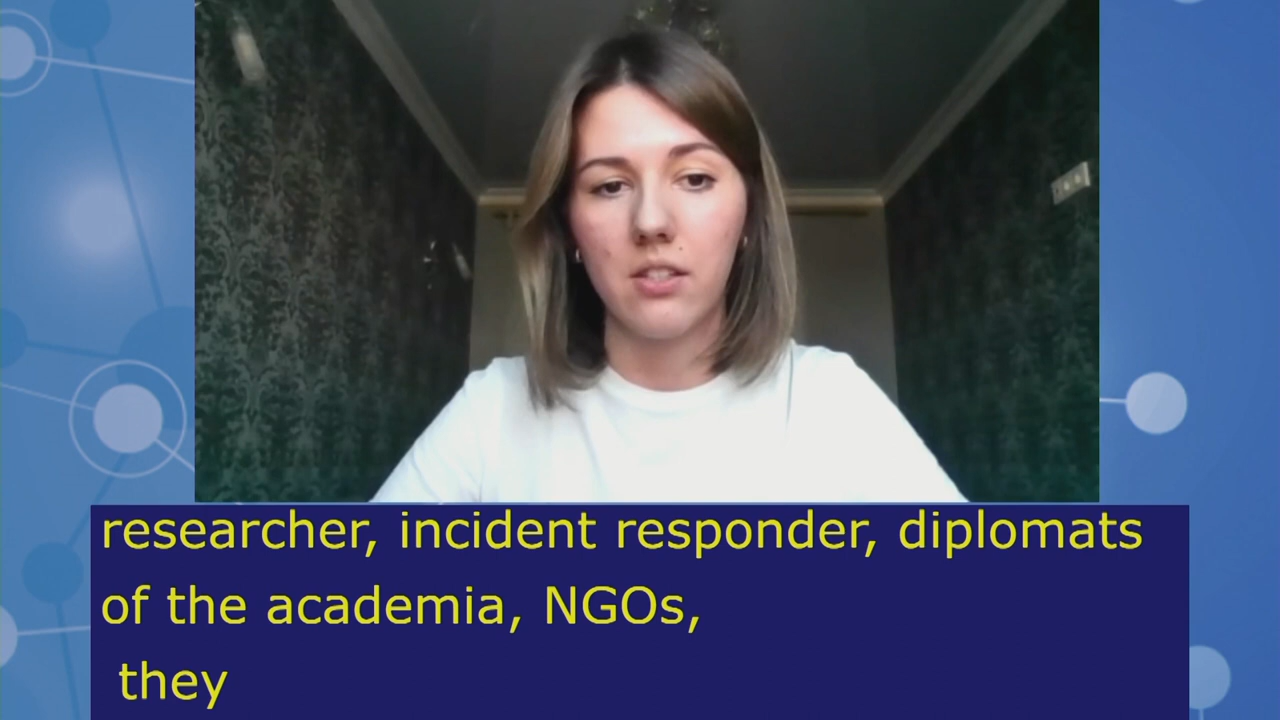 researcher, incident responder, diplomats
of the academia, NGOs,
they